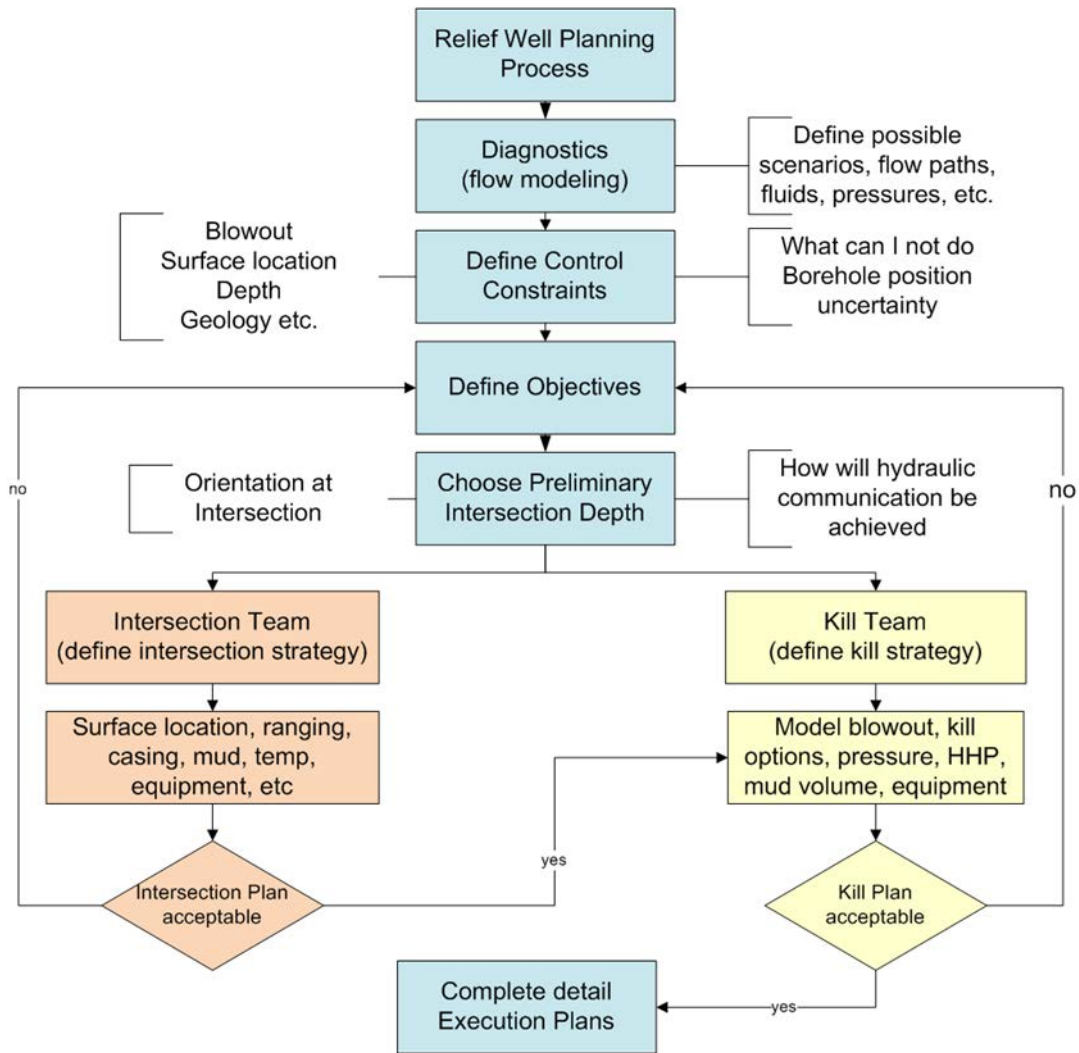 Relief Well Planning
Process
Diagnostics
(flow modeling)
Define possible
scenarios, flow paths,
fluids, pressures, etc.
Blowout
Surface location
Depth
Geology etc.
Define Control
Constraints
What can I not do
Borehole position
uncertainty
Define Objectives
no
Orientation at
Intersection
Choose Preliminary
Intersection Depth
How will hydraulic
communication be
achieved
no
Intersection Team
(define intersection strategy)
Kill Team
(define kill strategy)
Surface location, ranging,
casing, mud, temp,
equipment, etc
Model blowout, kill
options, pressure, HHP,
mud volume, equipment
yes
Intersection Plan
acceptable
Kill Plan
acceptable
Complete detail
Execution Plans
yes